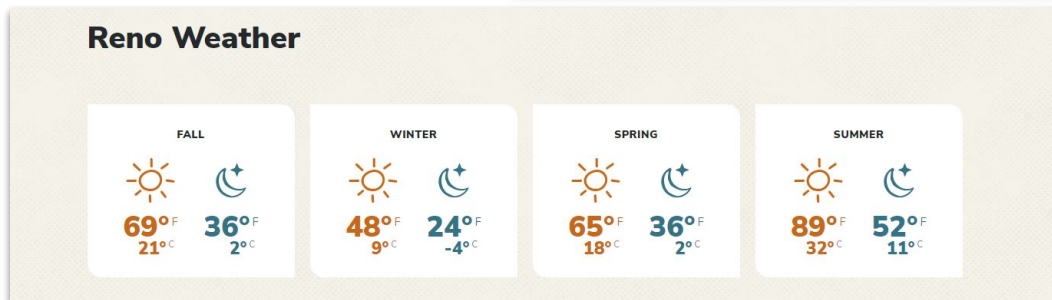 Reno Weather
FALL
69° F 36° F
21° C 2° C
WINTER
48° F 24° F
9° C -4° C
SPRING
65° F 36° F
18° C 2° C
SUMMER
89° F 52° F
32° C 11° C